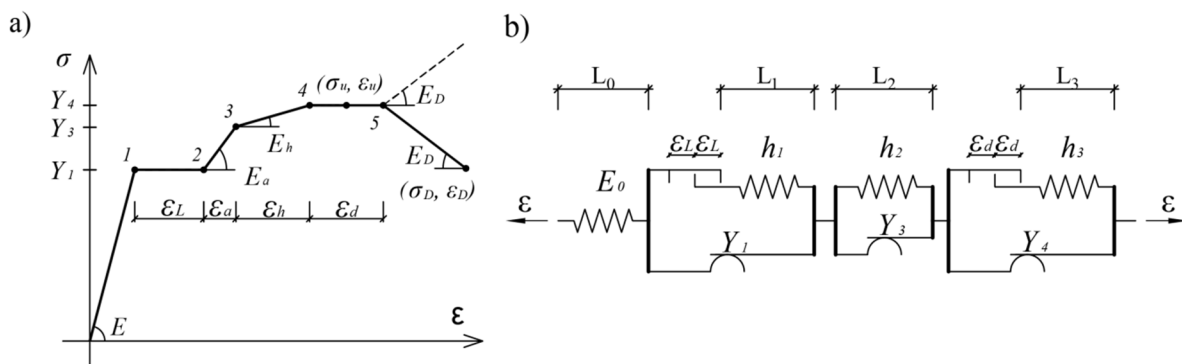 a)
σ
Y4
Y3
Y1
1
2
3
4
(σu, εu)
5
ED
ED
(σD, εD)
Eh
Ea
εL
εa
εh
εd
E
ε
b)
L0
L1
L2
L3
εL εL
h1
h2
εd εd
h3
E0
ε
Y1
Y3
Y4
ε